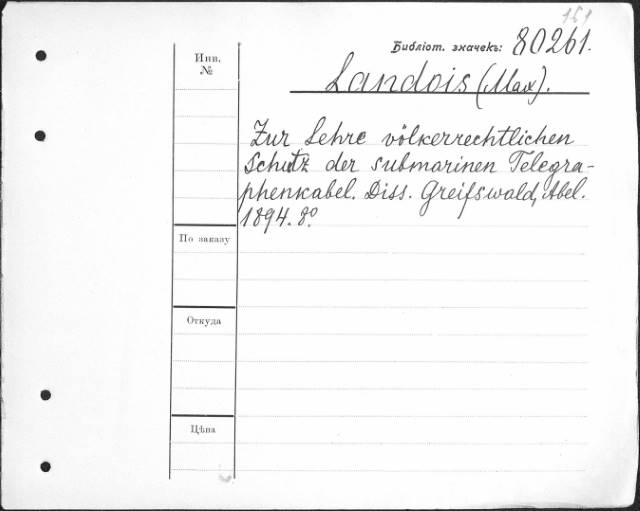 151
Библіот. значекъ: 80261.
Инв.
№
Landois (Max).
Zur Lehre völkerrechtlichen
Schutz der submarinen Telegra-
phenkabel. Diss. Greifswald, Abel.
1894. 8°.
По заказу
Откуда
Цѣна